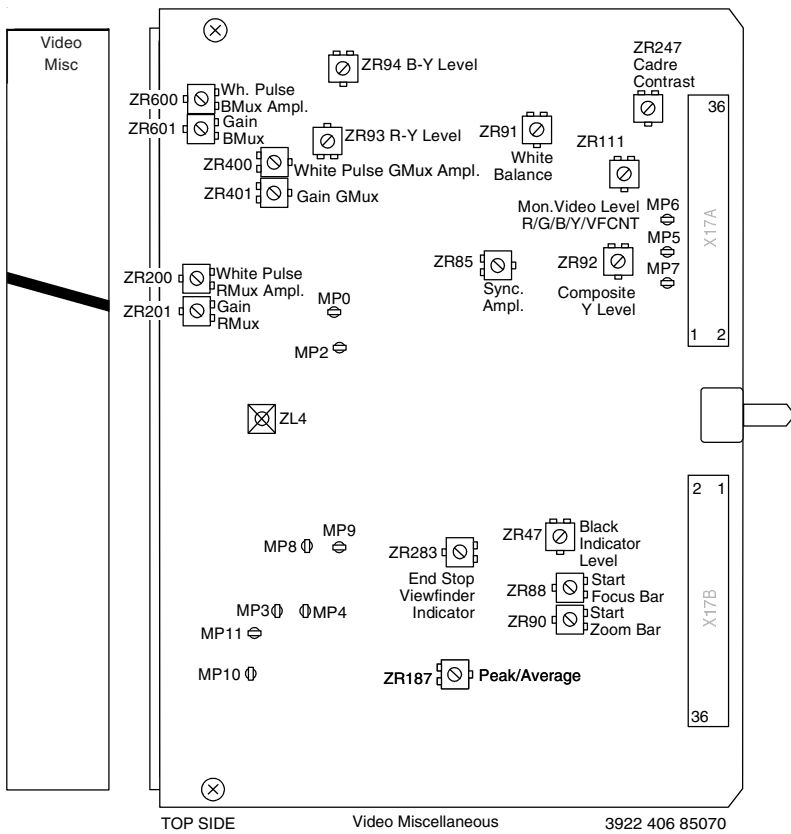 Video
Misc
ZR94 B-Y Level
ZR247
Cadre
Contrast
ZR600
Wh. Pulse
BMux Ampl.
ZR601
Gain
BMux
ZR93 R-Y Level
ZR91
White
Balance
ZR111
36
ZR400
White Pulse GMux Ampl.
ZR401
Gain GMux
Mon.Video Level
R/G/B/Y/VFCNT
MP6
MP5
MP7
X17A
ZR85
Sync.
Ampl.
ZR92
Composite
Y Level
ZR200
White Pulse
RMux Ampl.
ZR201
Gain
RMux
MP0
MP2
1 2
ZL4
2 1
MP9
MP8
ZR283
End Stop
Viewfinder
Indicator
ZR47
Black
Indicator
Level
ZR88
Start
Focus Bar
ZR90
Start
Zoom Bar
X17B
MP3
MP4
MP11
MP10
ZR187
Peak/Average
36
TOP SIDE
Video Miscellaneous
3922 406 85070